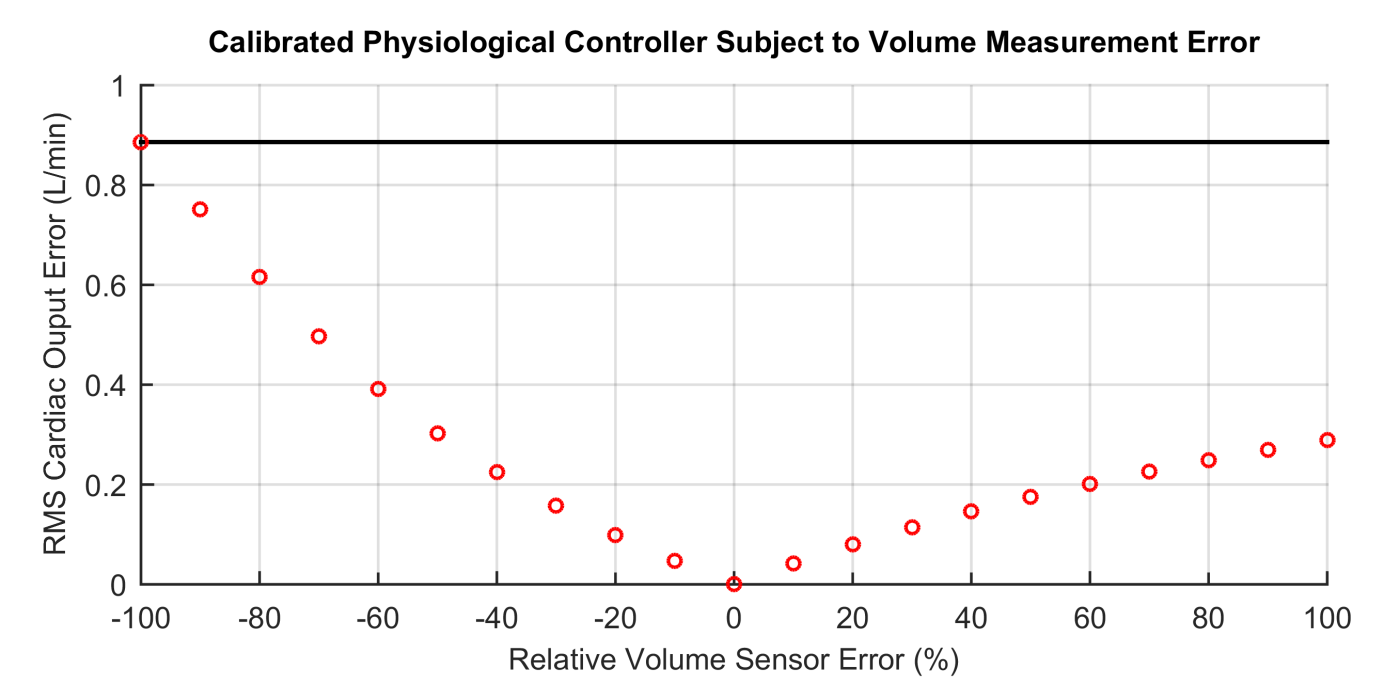 Calibrated Physiological Controller Subject to Volume Measurement Error
RMS Cardiac Ouput Error (L/min)
1
0.8
0.6
0.4
0.2
0
-100 -80 -60 -40 -20 0 20 40 60 80 100
Relative Volume Sensor Error (%)